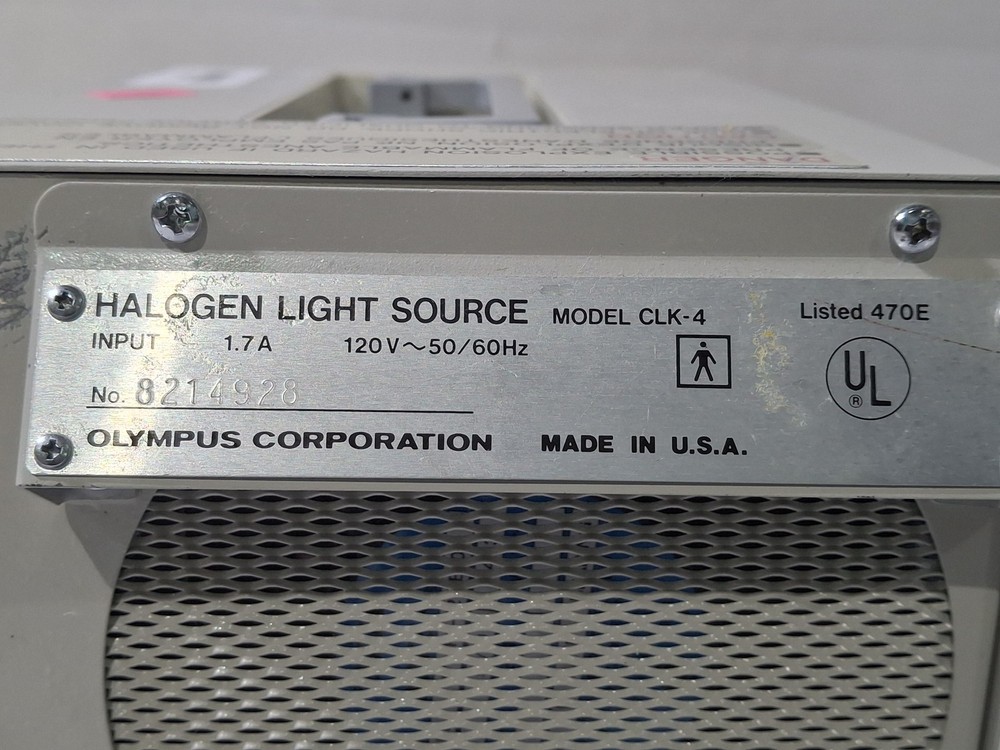 DANGER
HALOGEN LIGHT SOURCE MODEL CLK-4 Listed 470E
INPUT 1.7A 120V～50/60Hz
UL
®
No. 8214928
OLYMPUS CORPORATION MADE IN U.S.A.